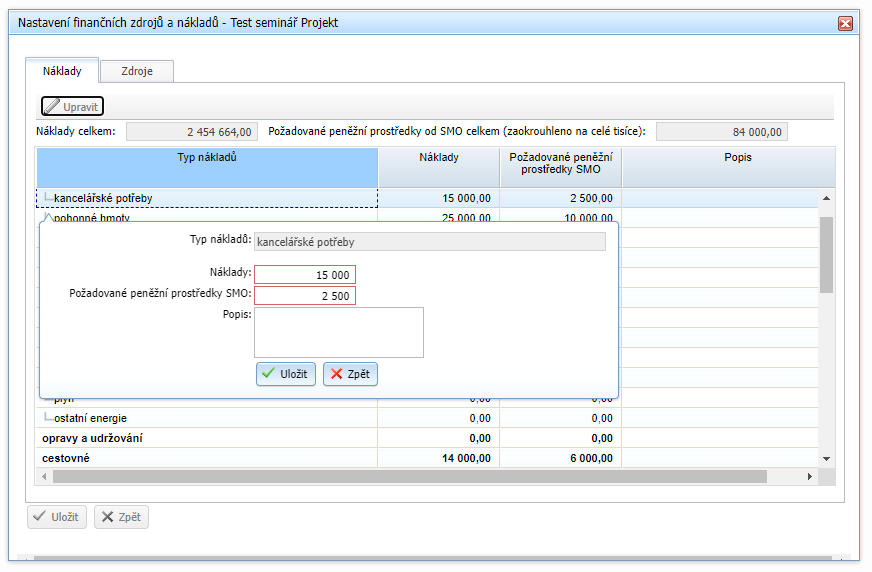 Nastavení finančních zdrojů a nákladů - Test seminář Projekt
Náklady Zdroje
Upravit
Náklady celkem: 2 454 664,00 Požadované peněžní prostředky od SMO celkem (zaokrouhleno na celé tisíce): 84 000,00
Typ nákladů Náklady Požadované peněžní prostředky SMO Popis
kancelářské potřeby 15 000,00 2 500,00
pohonné hmoty 25 000,00 10 000,00
Typ nákladů: kancelářské potřeby
Náklady: 15 000
Požadované peněžní prostředky SMO: 2 500
Popis:
Uložit Zpět
plyn 0,00 0,00
ostatní energie 0,00 0,00
opravy a udržování 0,00 0,00
cestovné 14 000,00 6 000,00
Uložit Zpět